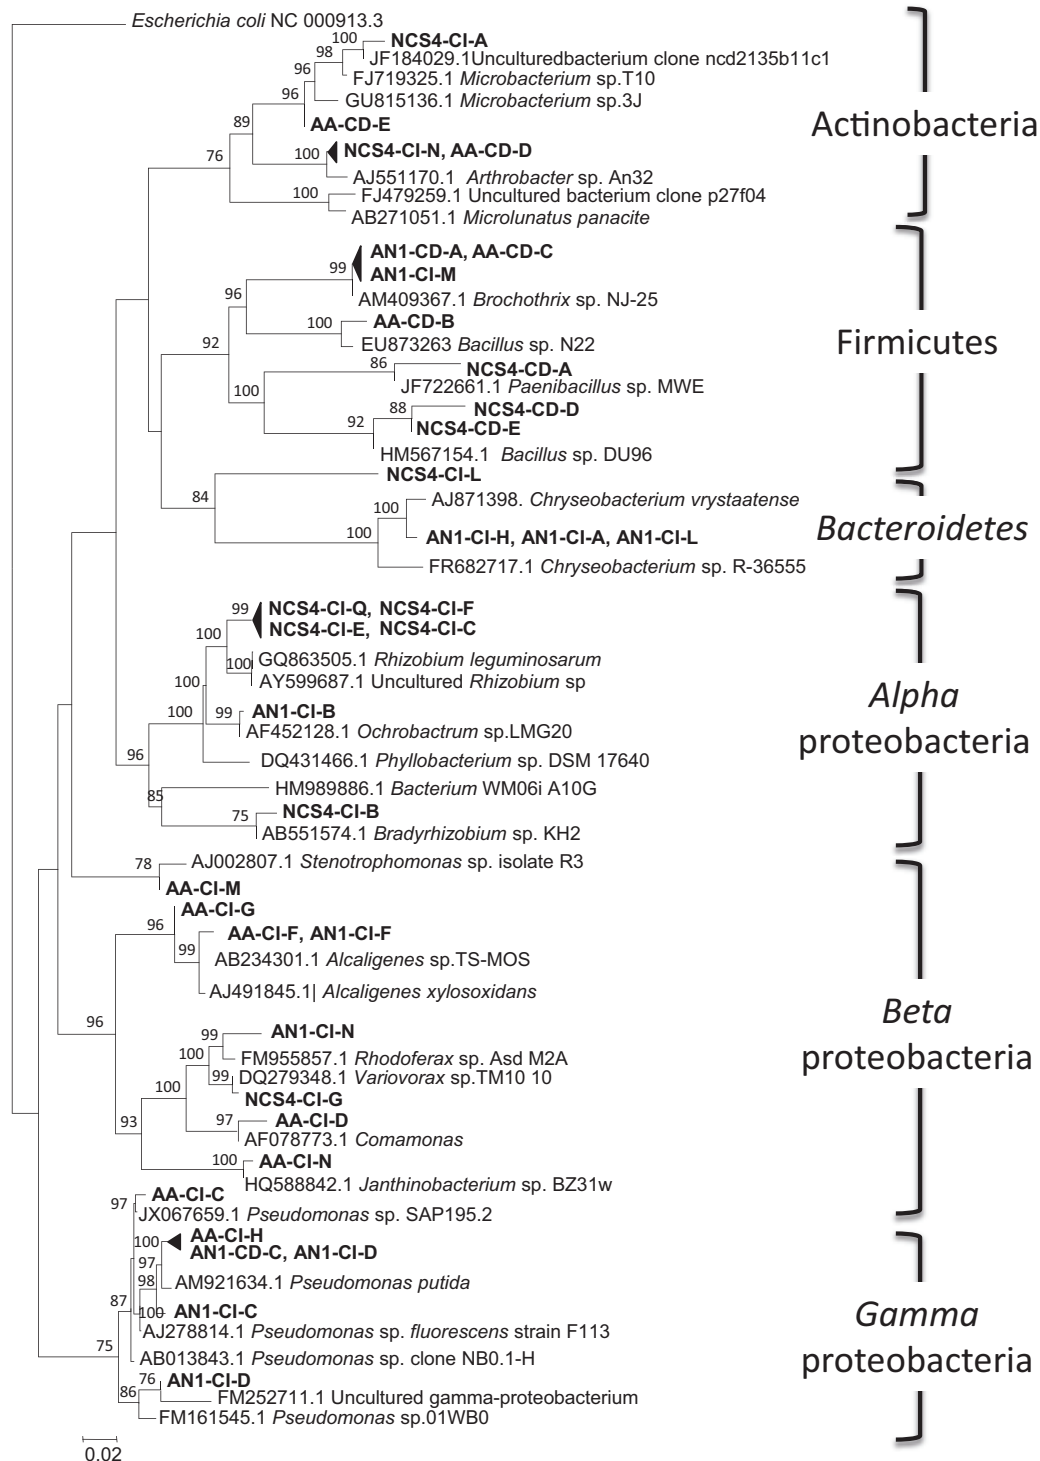 Escherichia coli NC 000913.3
100
NCS4-CI-A
98
JF184029.1Unculturedbacterium clone ncd2135b11c1
96
FJ719325.1 Microbacterium sp.T10
96
GU815136.1 Microbacterium sp.3J
89
AA-CD-E
Actinobacteria
76
100
NCS4-CI-N, AA-CD-D
AJ551170.1 Arthrobacter sp. An32
100
FJ479259.1 Uncultured bacterium clone p27f04
AB271051.1 Microlunatus panacite
AN1-CD-A, AA-CD-C
99
AN1-CI-M
96
AM409367.1 Brochothrix sp. NJ-25
100
AA-CD-B
92
EU873263 Bacillus sp. N22
Firmicutes
86
NCS4-CD-A
100
JF722661.1 Paenibacillus sp. MWE
88
NCS4-CD-D
92
NCS4-CD-E
HM567154.1 Bacillus sp. DU96
NCS4-CI-L
84
AJ871398. Chryseobacterium vrystaatense
100
Bacteroidetes
100
AN1-CI-H, AN1-CI-A, AN1-CI-L
FR682717.1 Chryseobacterium sp. R-36555
99
NCS4-CI-Q, NCS4-CI-F
NCS4-CI-E, NCS4-CI-C
100
100
GQ863505.1 Rhizobium leguminosarum
AY599687.1 Uncultured Rhizobium sp
100
Alpha
proteobacteria
100
99
AN1-CI-B
AF452128.1 Ochrobactrum sp.LMG20
96
DQ431466.1 Phyllobacterium sp. DSM 17640
85
HM989886.1 Bacterium WM06i A10G
75
NCS4-CI-B
AB551574.1 Bradyrhizobium sp. KH2
78
AJ002807.1 Stenotrophomonas sp. isolate R3
AA-CI-M
AA-CI-G
96
AA-CI-F, AN1-CI-F
99
AB234301.1 Alcaligenes sp.TS-MOS
AJ491845.1| Alcaligenes xylosoxidans
Beta
proteobacteria
96
99
AN1-CI-N
100
FM955857.1 Rhodoferax sp. Asd M2A
99
DQ279348.1 Variovorax sp.TM10 10
100
NCS4-CI-G
93
97
AA-CI-D
AF078773.1 Comamonas
100
AA-CI-N
HQ588842.1 Janthinobacterium sp. BZ31w
97
AA-CI-C
JX067659.1 Pseudomonas sp. SAP195.2
100
AA-CI-H
AN1-CD-C, AN1-CI-D
97
98
AM921634.1 Pseudomonas putida
87
100
AN1-CI-C
AJ278814.1 Pseudomonas sp. fluorescens strain F113
Gamma
proteobacteria
75
AB013843.1 Pseudomonas sp. clone NB0.1-H
76
AN1-CI-D
86
FM252711.1 Uncultured gamma-proteobacterium
FM161545.1 Pseudomonas sp.01WB0
0.02